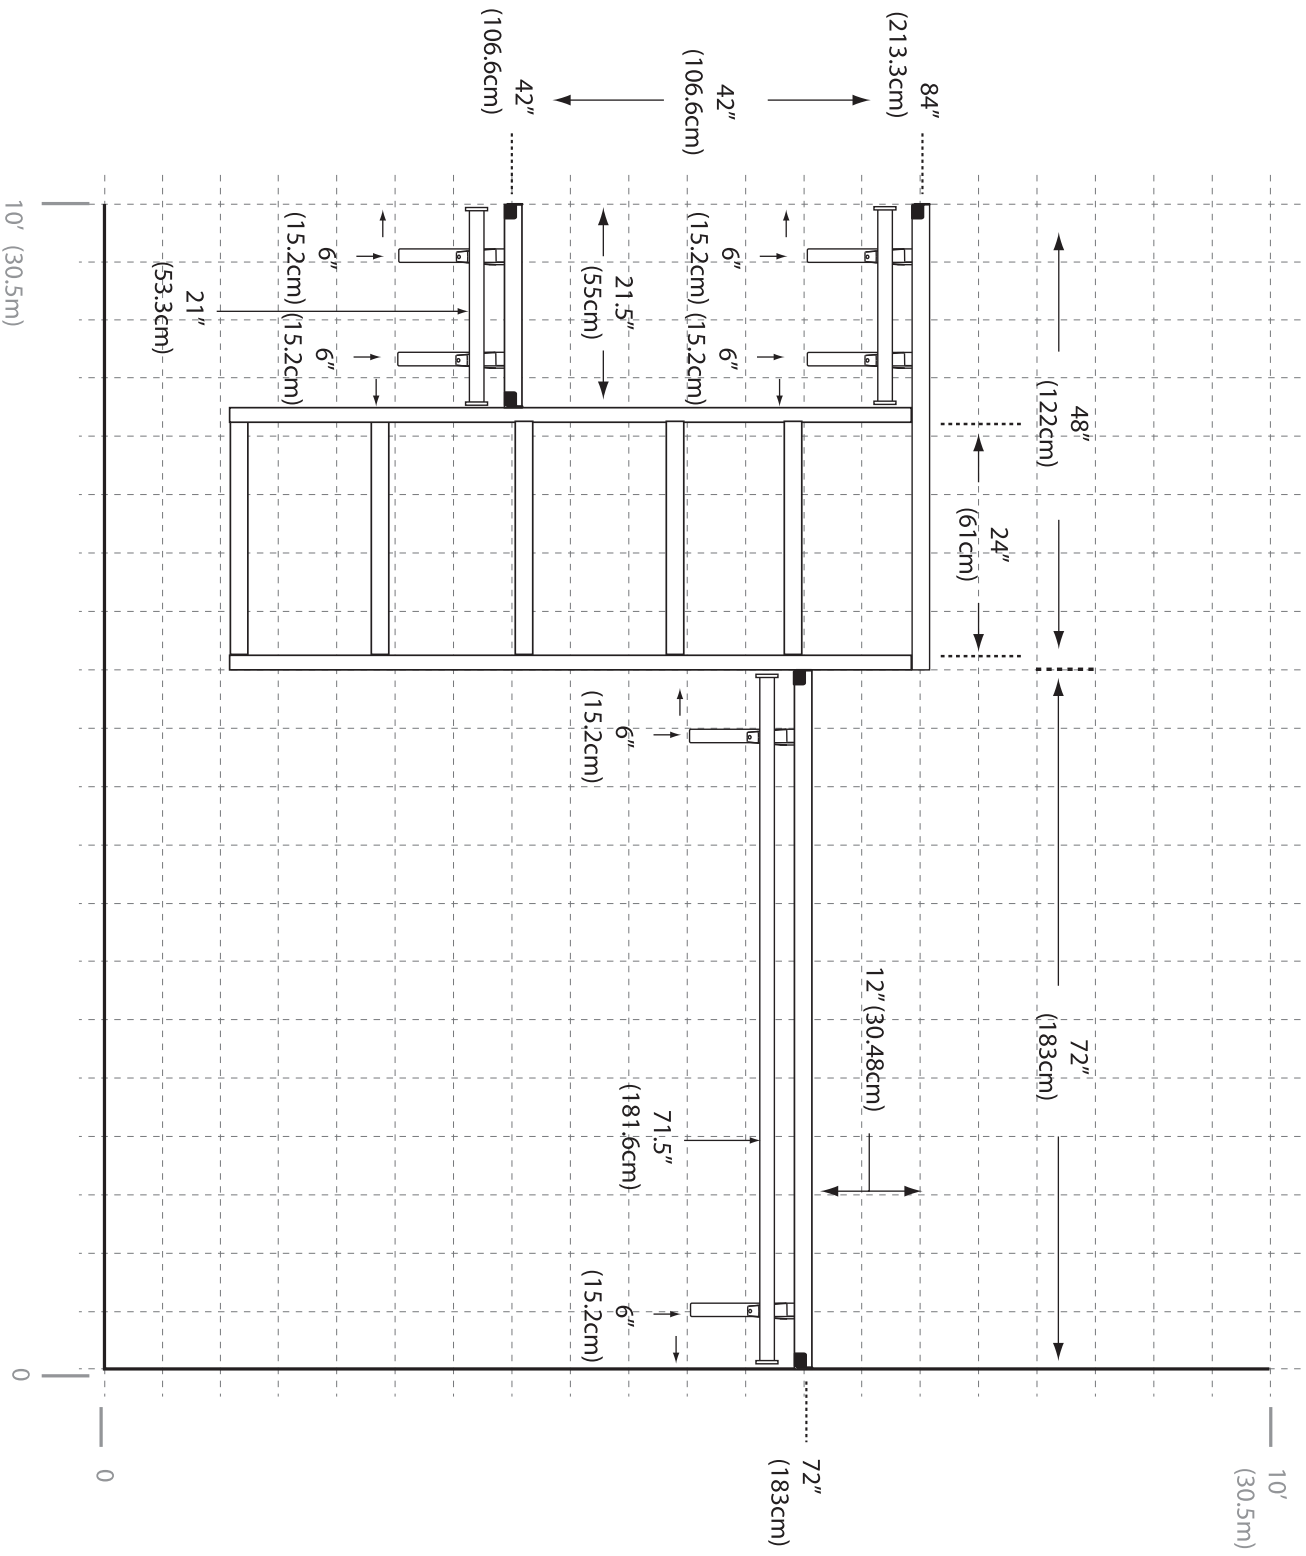 10’
(30.5m)
48”
(122cm)
72”
(183cm)
24”
(61cm)
84”
(213.3cm)
12” (30.48cm)
72”
(183cm)
42”
(106.6cm)
6”
(15.2cm)
6”
(15.2cm)
71.5”
(181.6cm)
21.5”
(55cm)
6”
(15.2cm)
6”
(15.2cm)
42”
(106.6cm)
6”
(15.2cm)
6”
(15.2cm)
21”
(53.3cm)
0
10’ (30.5m)
0